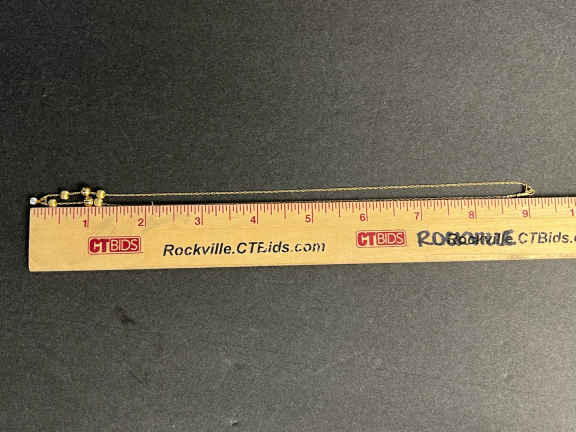 1 2 3 4 5 6 7 8 9
CTBIDS Rockville.CTBids.com CTBIDS Rockville.CTBids.c